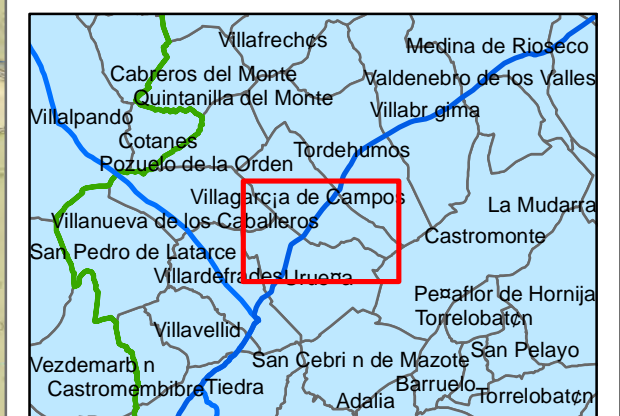 Villafrech¢s
Medina de Rioseco
Cabreros del Monte
Valdenebro de los Valles
Quintanilla del Monte
Villabr gima
Villalpando
Cotanes
Tordehumos
Pozuelo de la Orden
Villagarc¡a de Campos
La Mudarra
Villanueva de los Caballeros
Castromonte
San Pedro de Latarce
Villardefrades
Urue¤a
Pe¤aflor de Hornija
Torrelobat¢n
Villavellid
San Cebri n de Mazote
San Pelayo
Vezdemarb n
Castromembibre
Tiedra
Barruelo
Torrelobat¢n
Adalia